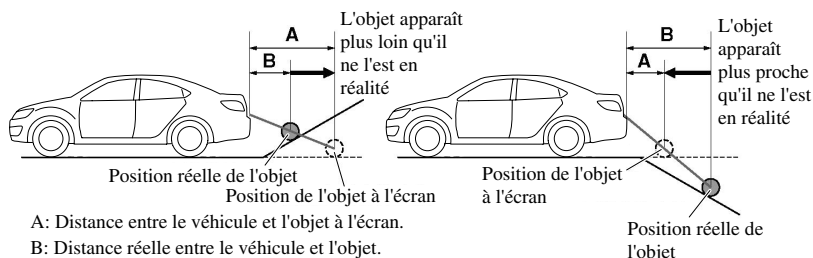 A
B
L'objet apparaît
plus loin qu'il
ne l'est en
réalité
Position réelle de l'objet
Position de l'objet à l'écran
B
A
L'objet
apparaît
plus proche
qu'il ne l'est
en réalité
Position de l'objet
à l'écran
Position réelle de
l'objet
A: Distance entre le véhicule et l'objet à l'écran.
B: Distance réelle entre le véhicule et l'objet.